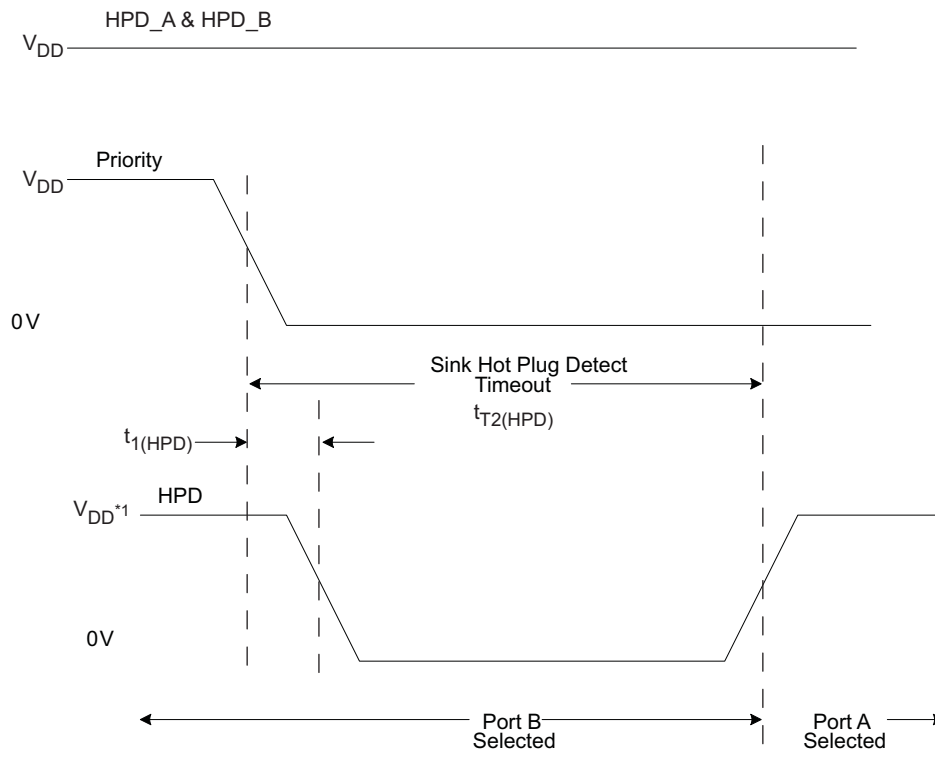 HPD_A & HPD_B
VDD
Priority
VDD
0V
Sink Hot Plug Detect
Timeout
tT2(HPD)
t1(HPD)
HPD
VDD*1
0V
Port B
Selected
Port A
Selected